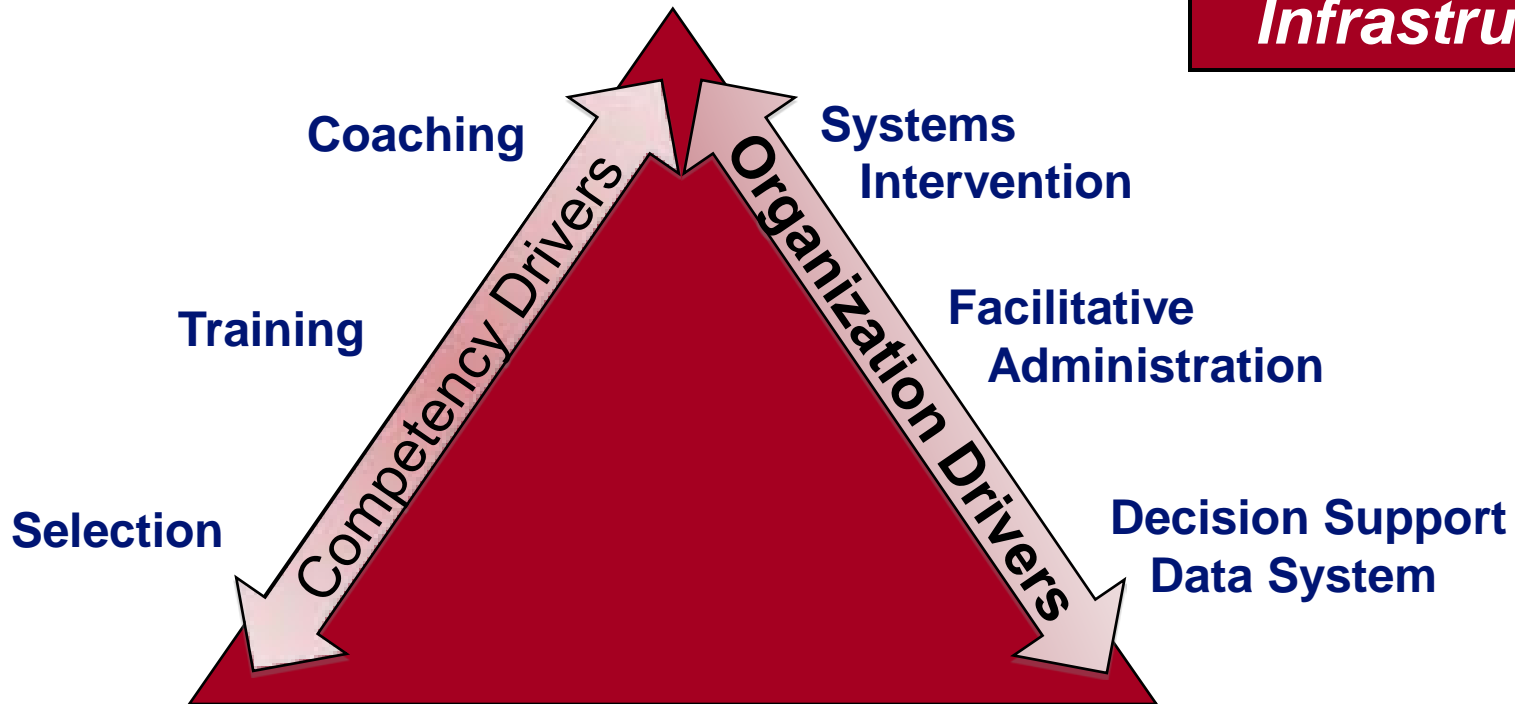 Infrastru
Coaching
Systems
Intervention
Competency Drivers
Organization Drivers
Training
Facilitative
Administration
Selection
Decision Support
Data System